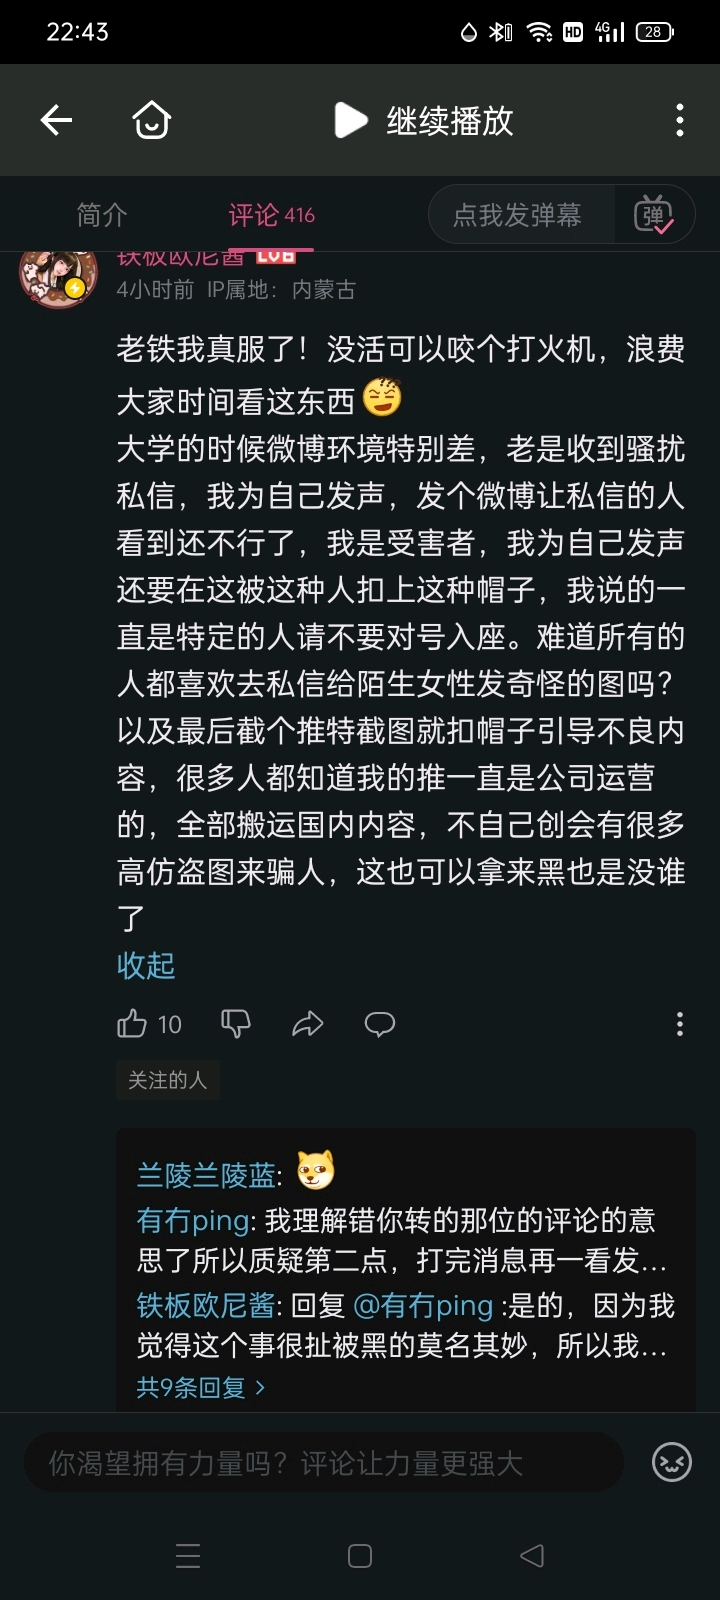 22:43
HD 4G 28
继续播放
简介
评论 416
点我发弹幕
弹
铁板欧尼酱 LV6
4小时前 IP属地：内蒙古
老铁我真服了！没活可以咬个打火机，浪费
大家时间看这东西
大学的时候微博环境特别差，老是收到骚扰
私信，我为自己发声，发个微博让私信的人
看到还不行了，我是受害者，我为自己发声
还要在这被这种人扣上这种帽子，我说的一
直是特定的人请不要对号入座。难道所有的
人都喜欢去私信给陌生女性发奇怪的图吗？
以及最后截个推特截图就扣帽子引导不良内
容，很多人都知道我的推一直是公司运营
的，全部搬运国内内容，不自己创会有很多
高仿盗图来骗人，这也可以拿来黑也是没谁
了
收起
10
关注的人
兰陵兰陵蓝:
有冇ping: 我理解错你转的那位的评论的意
思了所以质疑第二点，打完消息再一看发...
铁板欧尼酱: 回复 @有冇ping :是的，因为我
觉得这个事很扯被黑的莫名其妙，所以我...
共9条回复 >
你渴望拥有力量吗？评论让力量更强大